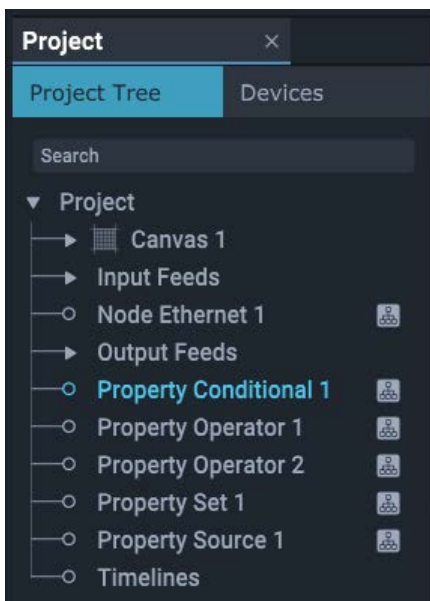 Project
Project Tree Devices
Search
Project
Canvas 1
Input Feeds
Node Ethernet 1
Output Feeds
Property Conditional 1
Property Operator 1
Property Operator 2
Property Set 1
Property Source 1
Timelines